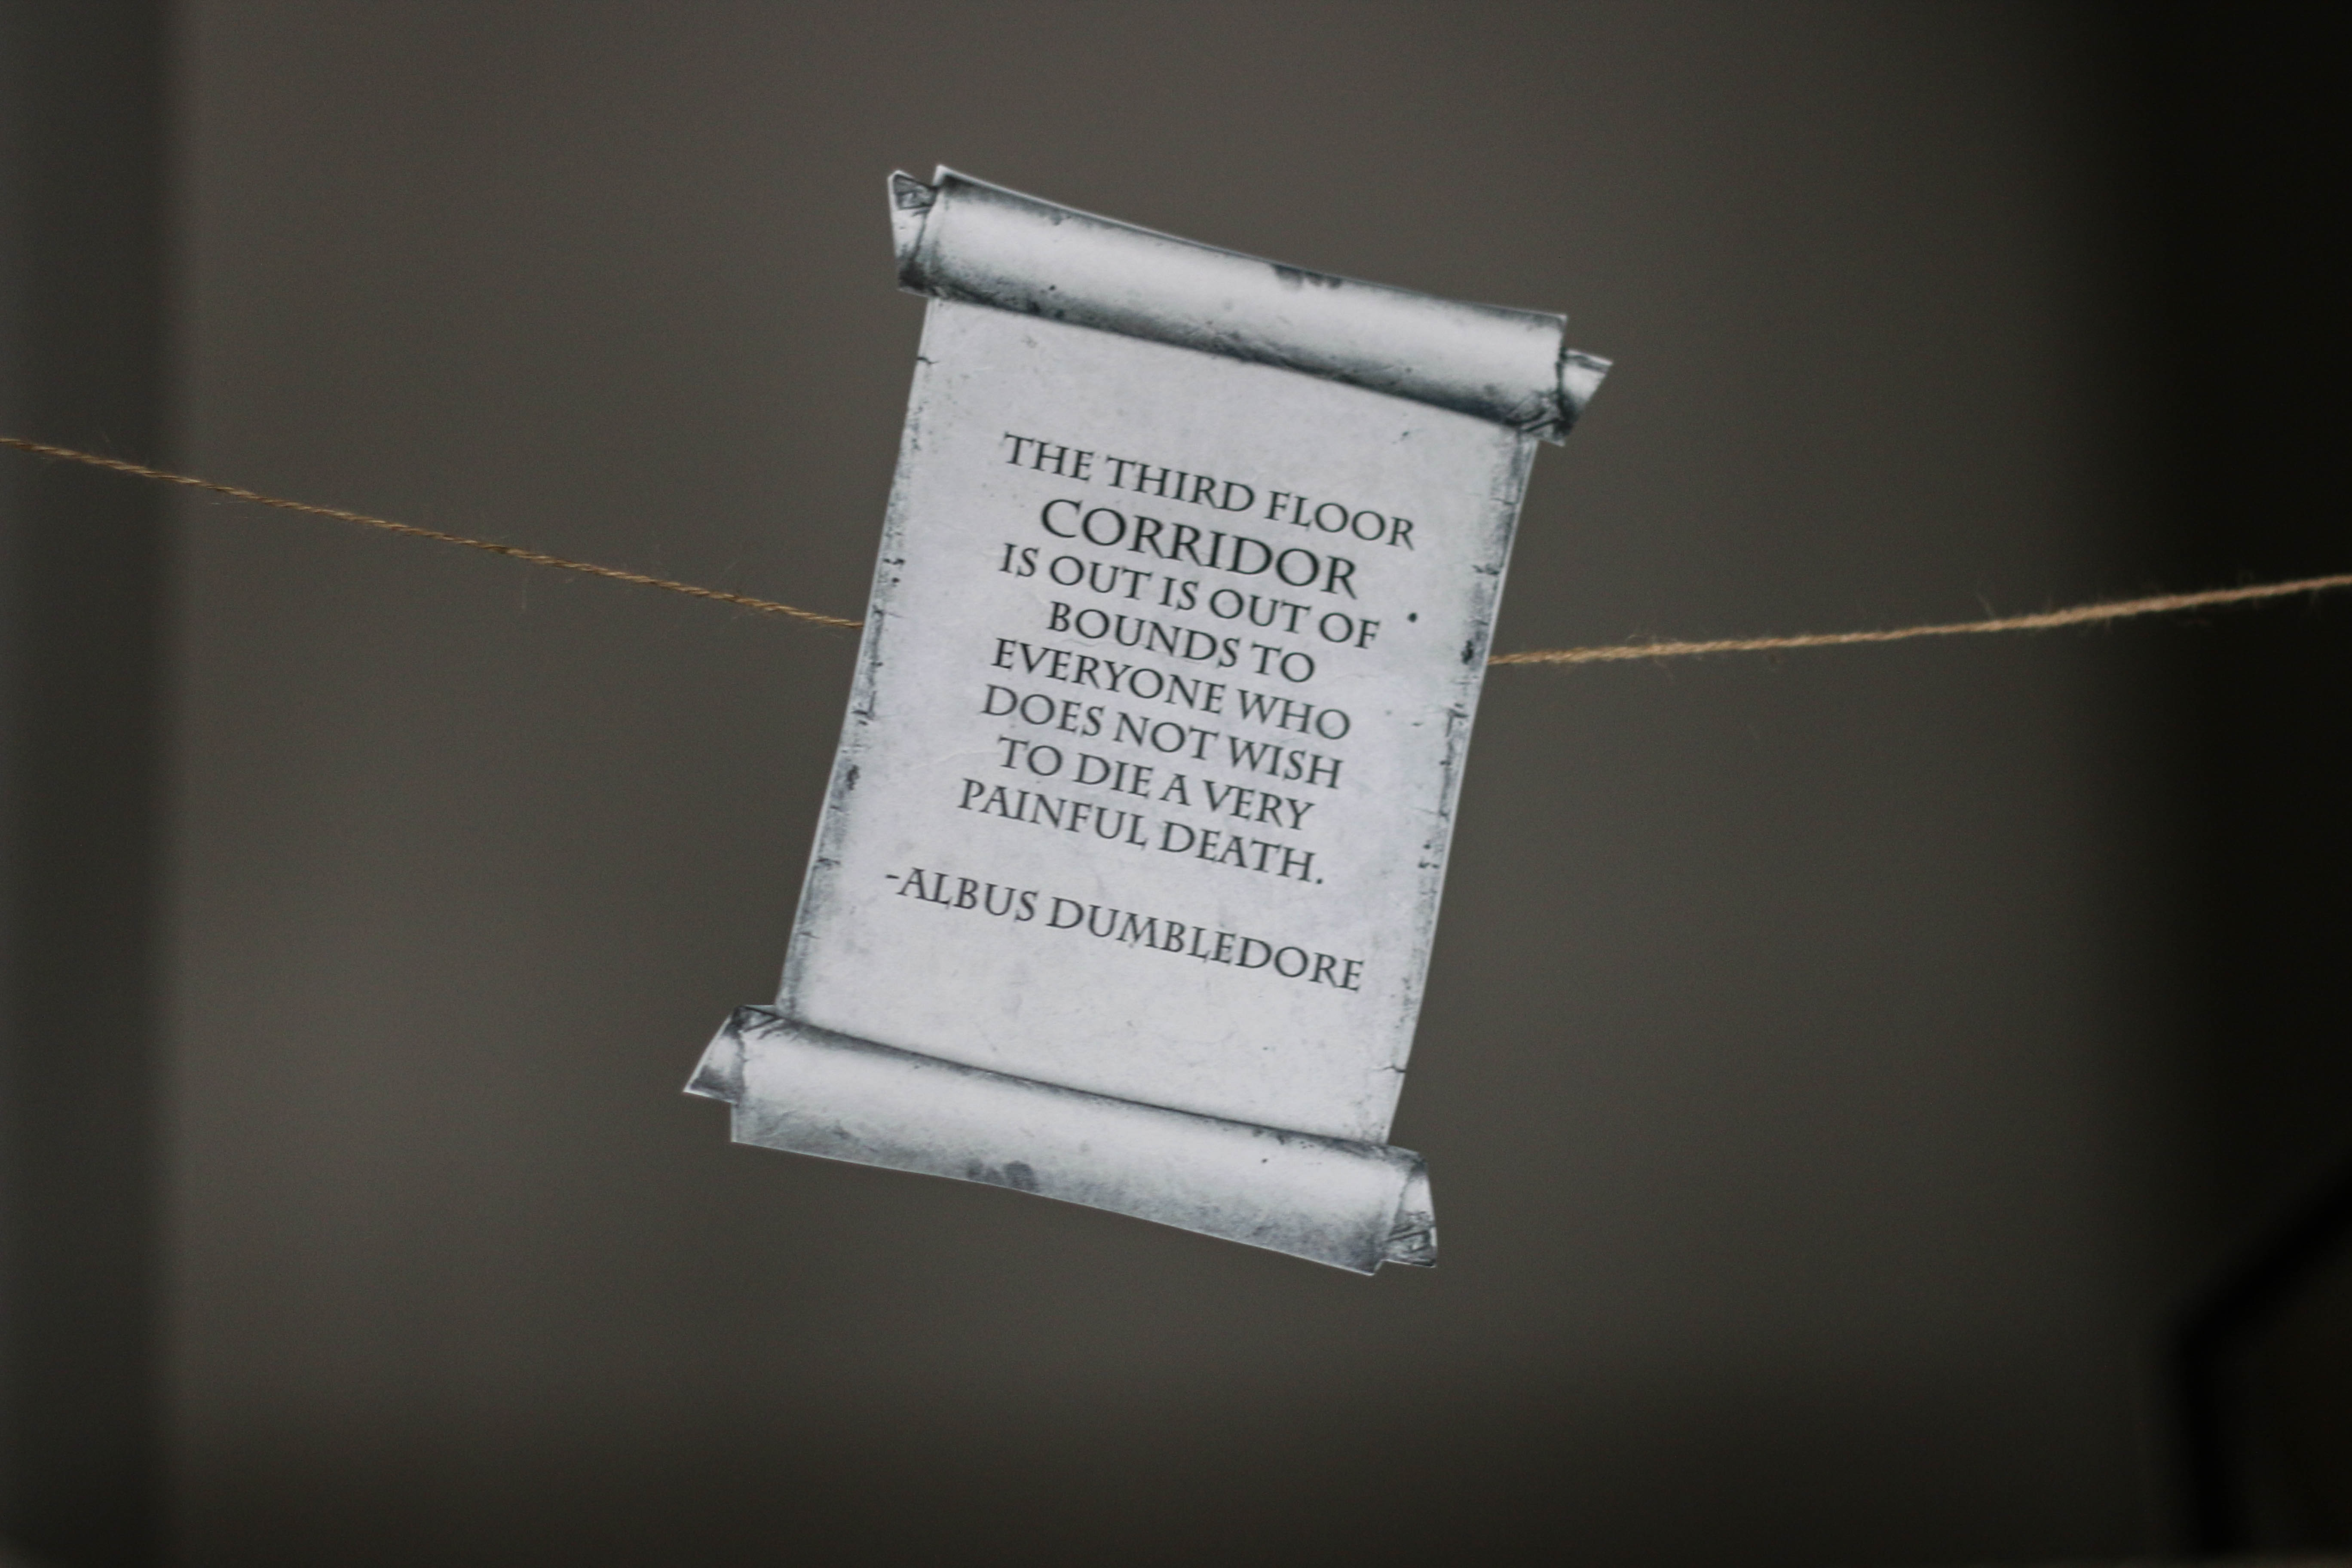 THE THIRD FLOOR
CORRIDOR
IS OUT IS OUT OF
BOUNDS TO
EVERYONE WHO
DOES NOT WISH
TO DIE A VERY
PAINFUL DEATH.
-ALBUS DUMBLEDORE